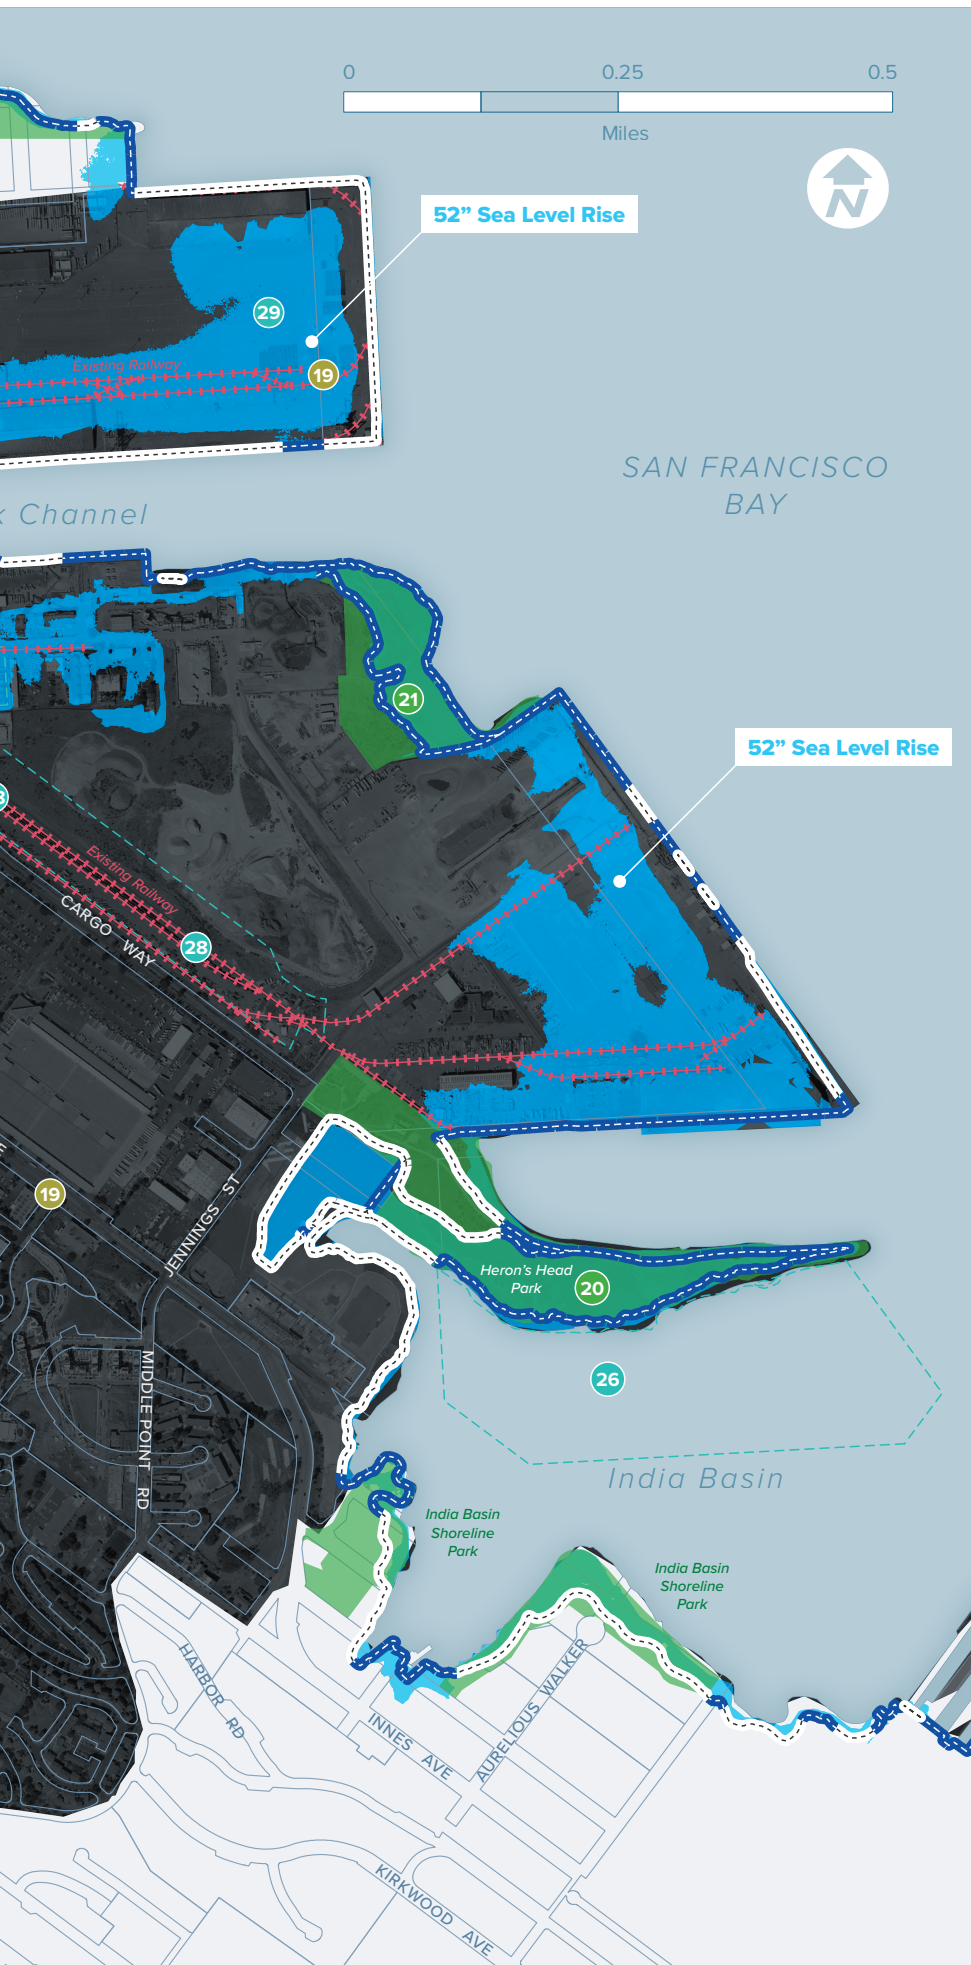 0
0.25
0.5
Miles
N
52” Sea Level Rise
29
Existing Railway
19
SAN FRANCISCO
BAY
Channel
21
52” Sea Level Rise
Existing Railway
CARGO WAY
28
19
JENNINGS ST
Heron’s Head
Park
20
26
MIDDLE POINT RD
India Basin
India Basin
Shoreline
Park
India Basin
Shoreline
Park
HARBOR RD
INNES AVE
AURELIOUS WALKER
KIRKWOOD AVE